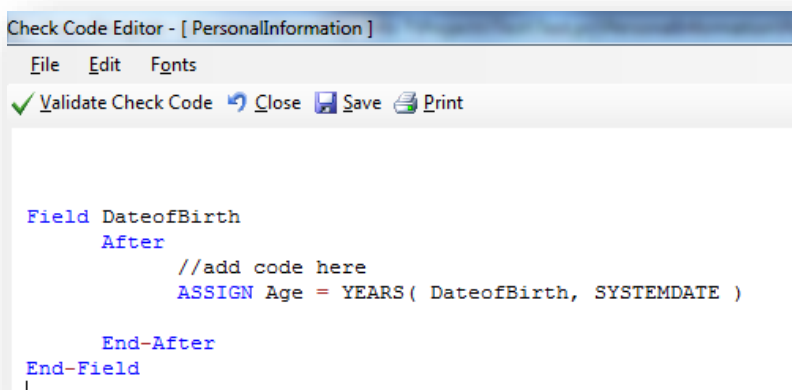 Check Code Editor - [ PersonalInformation ]
File Edit Fonts
Validate Check Code Close Save Print
Field DateofBirth
After
//add code here
ASSIGN Age = YEARS( DateofBirth, SYSTEMDATE )
End-After
End-Field